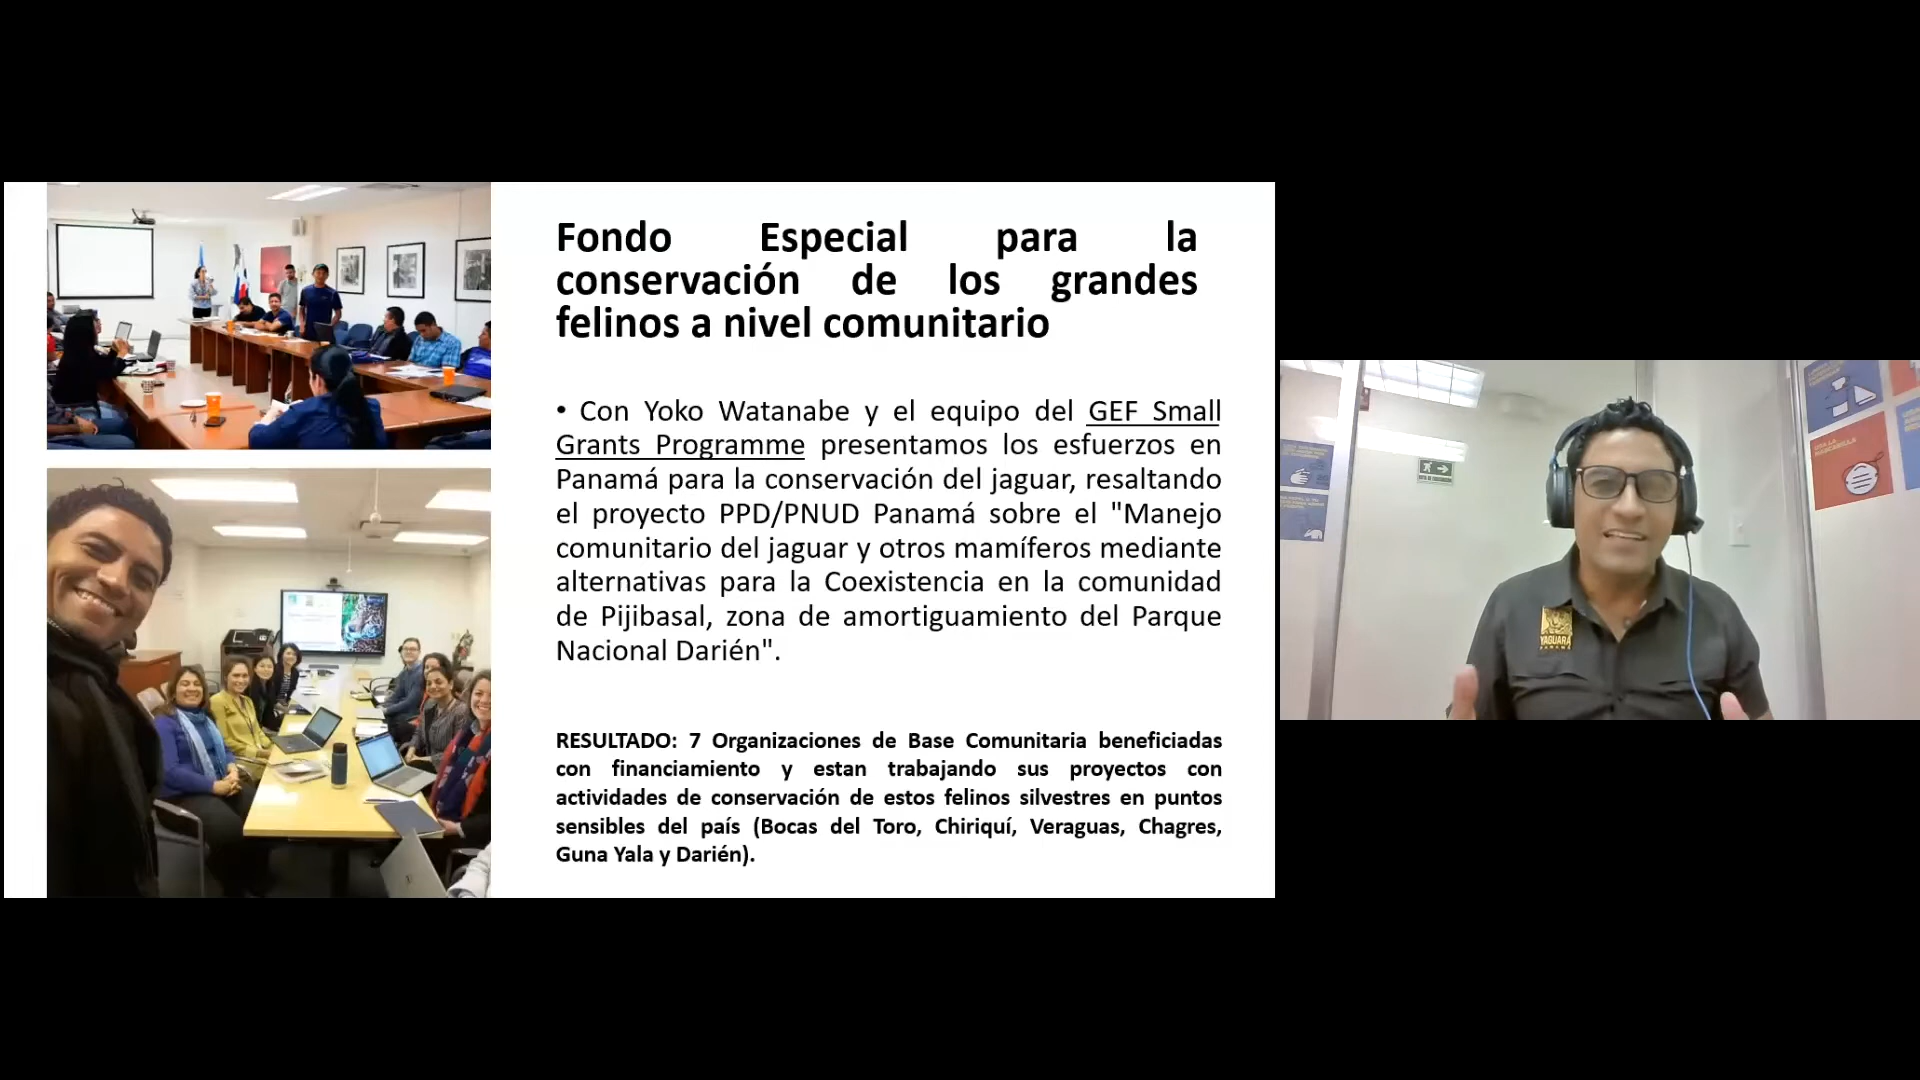 Fondo Especial para la
conservación de los grandes
felinos a nivel comunitario
• Con Yoko Watanabe y el equipo del GEF Small
Grants Programme presentamos los esfuerzos en
Panamá para la conservación del jaguar, resaltando
el proyecto PPD/PNUD Panamá sobre el "Manejo
comunitario del jaguar y otros mamíferos mediante
alternativas para la Coexistencia en la comunidad
de Pijibasal, zona de amortiguamiento del Parque
Nacional Darién".
RESULTADO: 7 Organizaciones de Base Comunitaria beneficiadas
con financiamiento y estan trabajando sus proyectos con
actividades de conservación de estos felinos silvestres en puntos
sensibles del país (Bocas del Toro, Chiriquí, Veraguas, Chagres,
Guna Yala y Darién).
YAGUARÁ
PANAMÁ